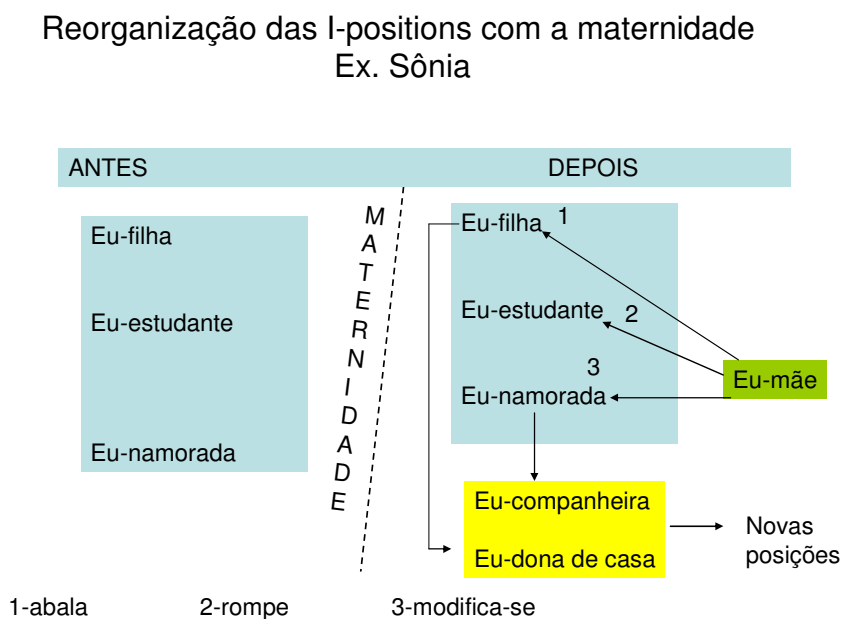 Reorganização das I-positions com a maternidade
Ex. Sônia
ANTES
DEPOIS
Eu-filha
Eu-estudante
Eu-namorada
MATERNIDADE
Eu-filha 1
Eu-estudante 2
3
Eu-namorada
Eu-mãe
Eu-companheira
Eu-dona de casa
Novas
posições
1-abala 2-rompe 3-modifica-se